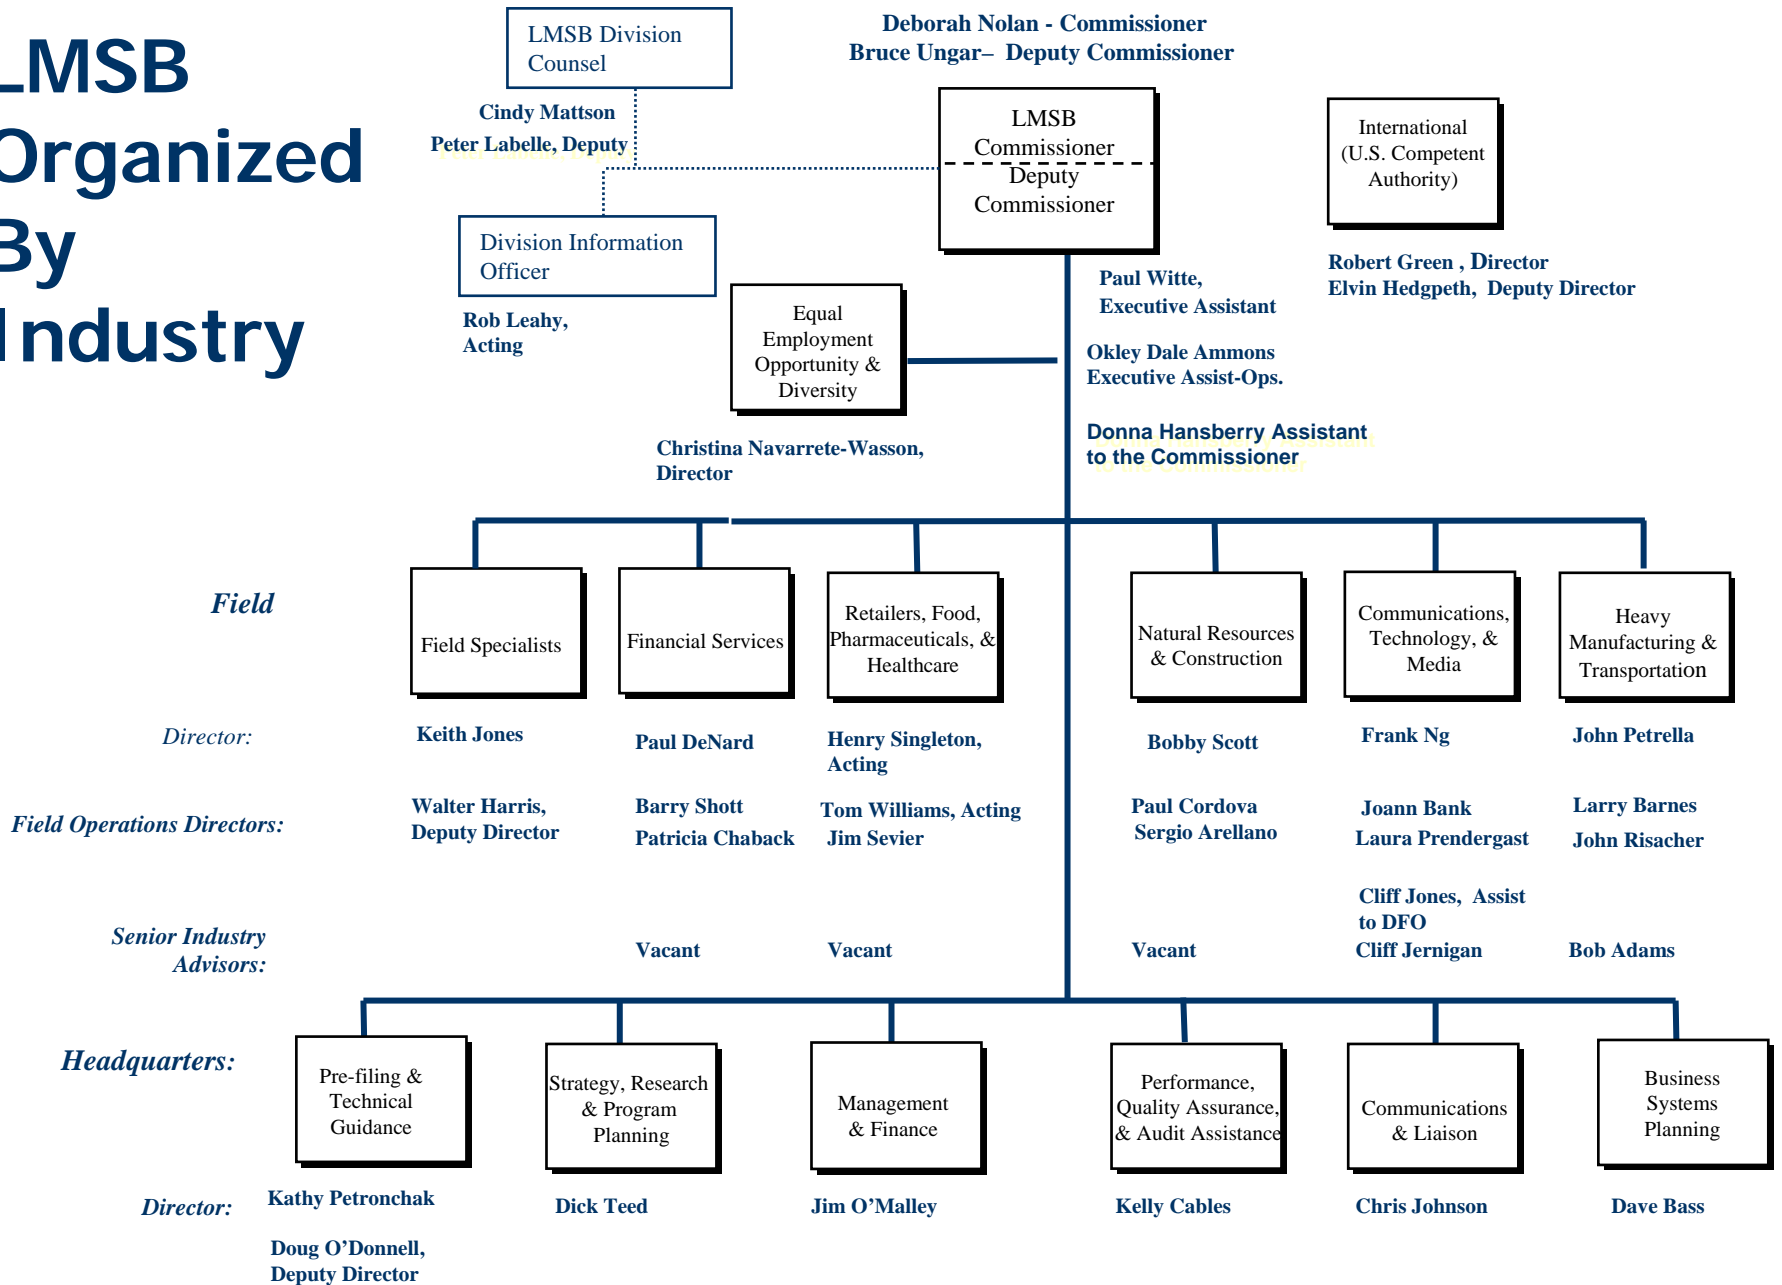 LMSB
Organized
By
Industry
LMSB Division
Counsel
Cindy Mattson
Peter Labelle, Deputy
Deborah Nolan - Commissioner
Bruce Ungar– Deputy Commissioner
LMSB
Commissioner
Deputy
Commissioner
International
(U.S. Competent
Authority)
Robert Green , Director
Elvin Hedgpeth, Deputy Director
Division Information
Officer
Rob Leahy,
Acting
Equal
Employment
Opportunity &
Diversity
Christina Navarrete-Wasson,
Director
Paul Witte,
Executive Assistant
Okley Dale Ammons
Executive Assist-Ops.
Donna Hansberry Assistant
to the Commissioner
Field
Field Specialists
Financial Services
Retailers, Food,
Pharmaceuticals, &
Healthcare
Natural Resources
& Construction
Communications,
Technology, &
Media
Heavy
Manufacturing &
Transportation
Director:
Keith Jones
Paul DeNard
Henry Singleton,
Acting
Bobby Scott
Frank Ng
John Petrella
Field Operations Directors:
Walter Harris,
Deputy Director
Barry Shott
Patricia Chaback
Tom Williams, Acting
Jim Sevier
Paul Cordova
Sergio Arellano
Joann Bank
Laura Prendergast
Larry Barnes
John Risacher
Cliff Jones, Assist
to DFO
Senior Industry
Advisors:
Vacant
Vacant
Vacant
Cliff Jernigan
Bob Adams
Headquarters:
Pre-filing &
Technical
Guidance
Strategy, Research
& Program
Planning
Management
& Finance
Performance,
Quality Assurance,
& Audit Assistance
Communications
& Liaison
Business
Systems
Planning
Director:
Kathy Petronchak
Dick Teed
Jim O’Malley
Kelly Cables
Chris Johnson
Dave Bass
Doug O’Donnell,
Deputy Director